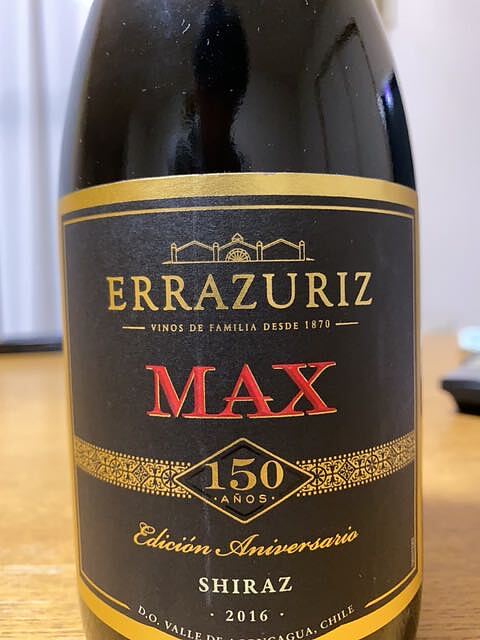 ERRAZURIZ
VINOS DE FAMILIA DESDE 1870
MAX
150
·AÑOS·
Edición Aniversario
SHIRAZ
· 2016 ·
D.O. VALLE DE ACONCAGUA, CHILE